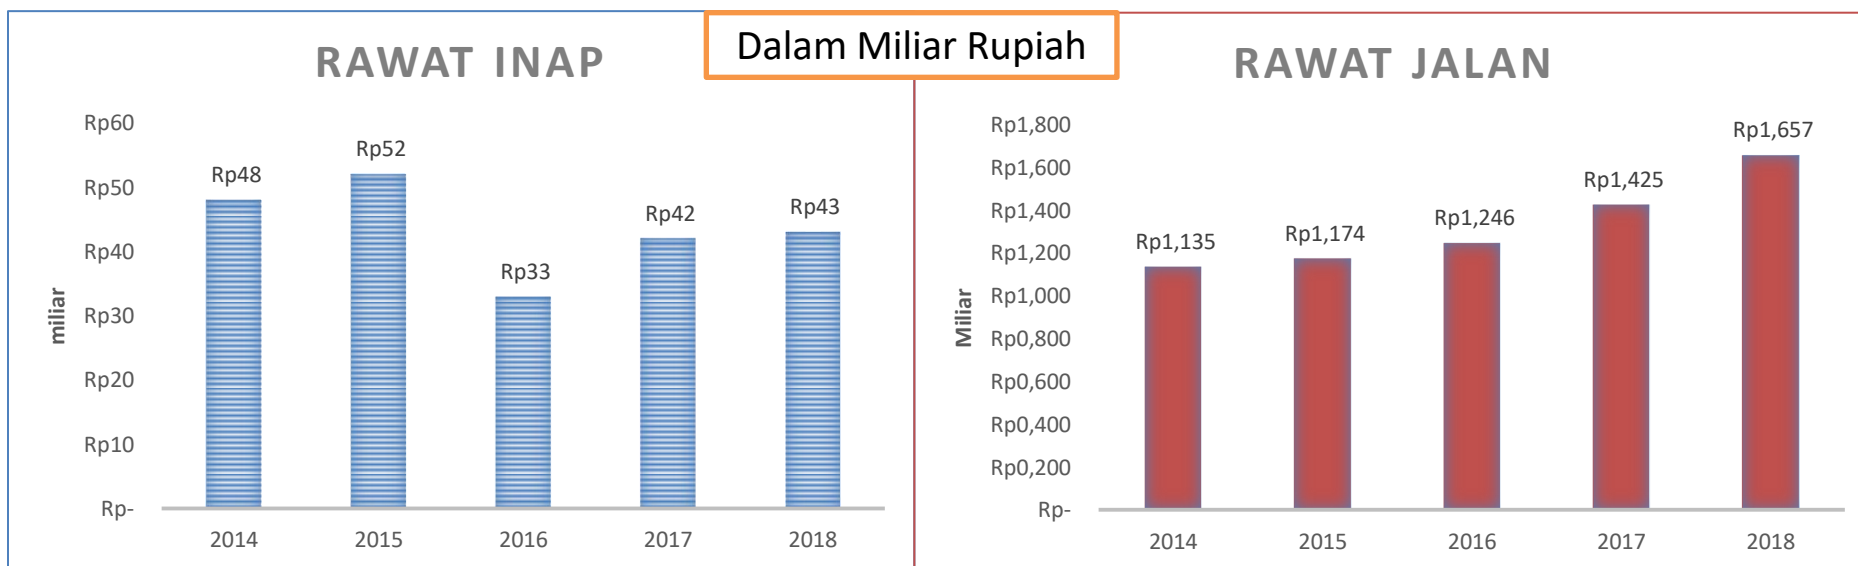 Dalam Miliar Rupiah
RAWAT INAP
Rp60
Rp50
Rp40
Rp30
Rp20
Rp10
Rp-
miliar
Rp48
Rp52
Rp33
Rp42
Rp43
2014
2015
2016
2017
2018
RAWAT JALAN
Rp1,800
Rp1,600
Rp1,400
Rp1,200
Rp1,000
Rp0,800
Rp0,600
Rp0,400
Rp0,200
Rp-
Miliar
Rp1,135
Rp1,174
Rp1,246
Rp1,425
Rp1,657
2014
2015
2016
2017
2018